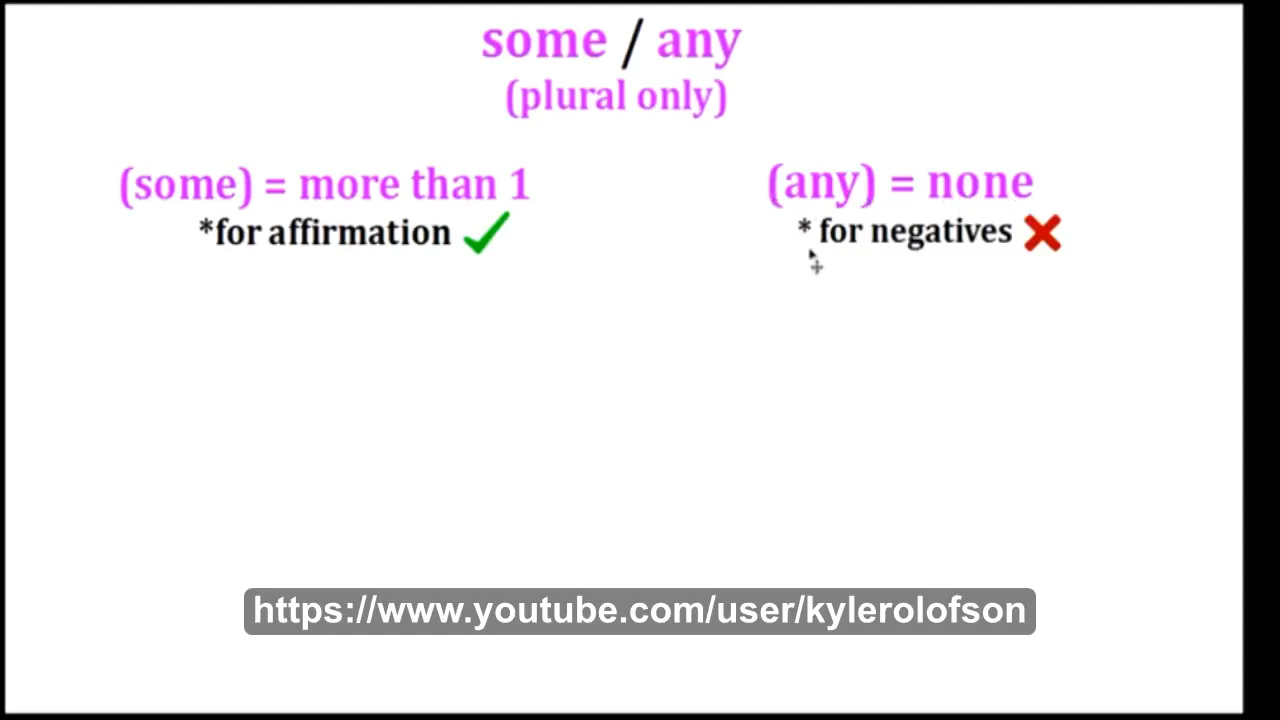 some / any
(plural only)
(some) = more than 1
*for affirmation
(any) = none
* for negatives
https://www.youtube.com/user/kylerolofson